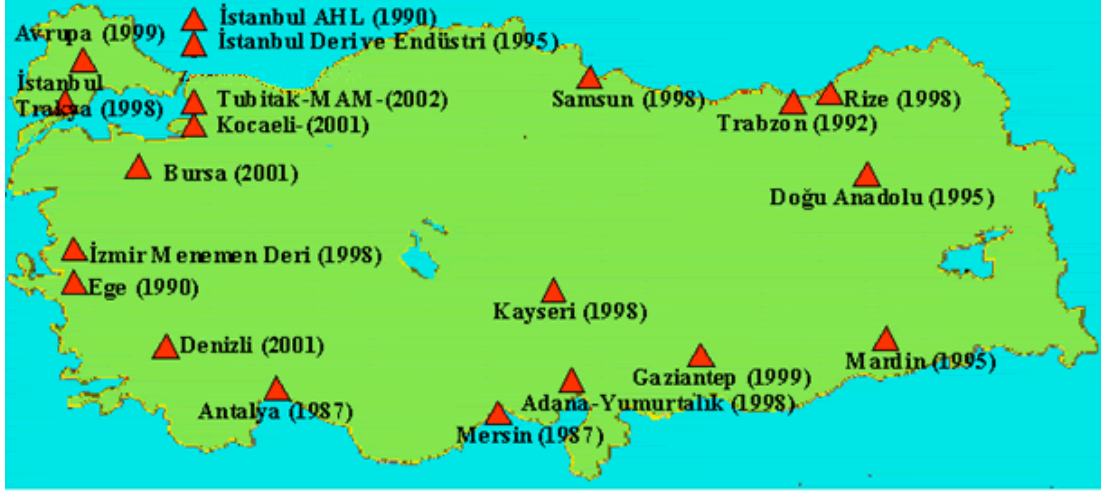 İstanbul AHL (1990)
Avrupa (1999)
İstanbul Deri ve Endüstri (1995)
İstanbul
Trakya (1998)
Tubitak-MAM-(2002)
Kocaeli-(2001)
Samsun (1998)
Rize (1998)
Trabzon (1992)
Bursa (2001)
Doğu Anadolu (1995)
İzmir Menemen Deri (1998)
Ege (1990)
Kayseri (1998)
Denizli (2001)
Mardin (1995)
Gaziantep (1999)
Adana-Yumurtalık (1998)
Antalya (1987)
Mersin (1987)